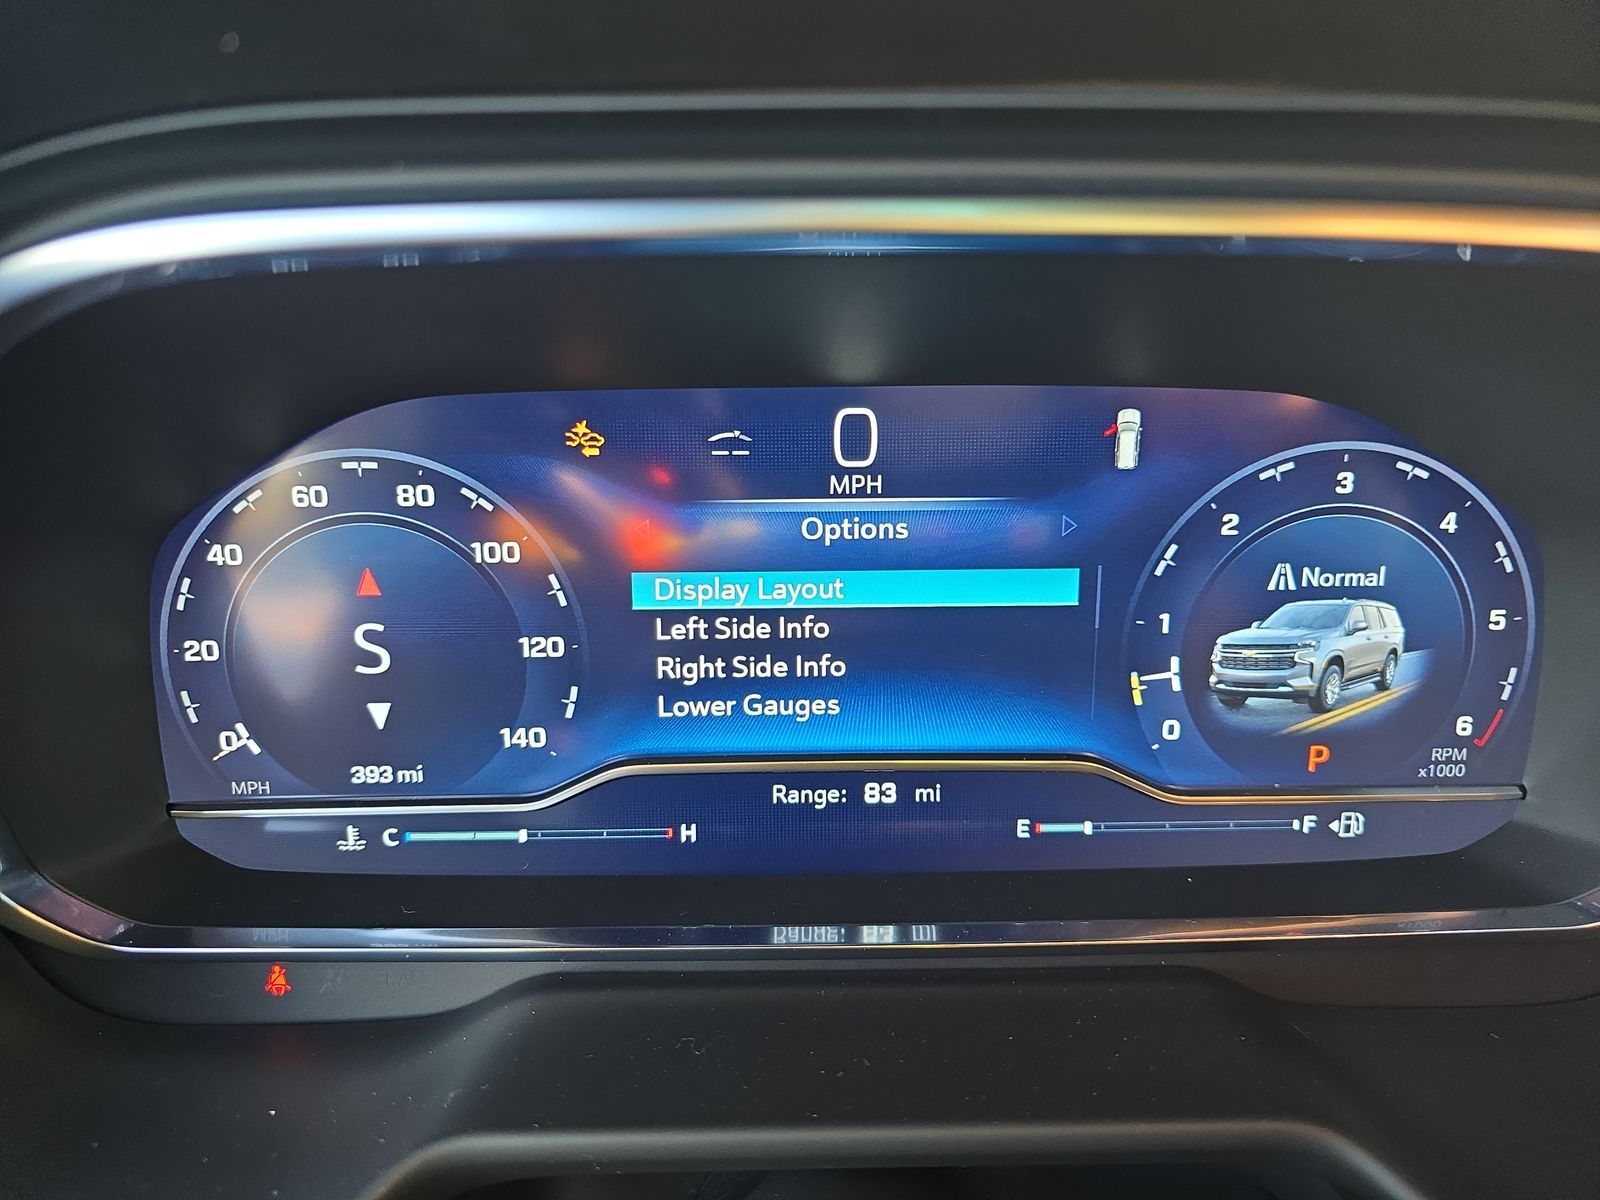 0
MPH
Options
Display Layout
Left Side Info
Right Side Info
Lower Gauges
0
20
40
60
80
100
120
140
MPH
S
393 mi
0
1
2
3
4
5
6
RPM
x1000
Normal
P
Range: 83 mi
C H
E F